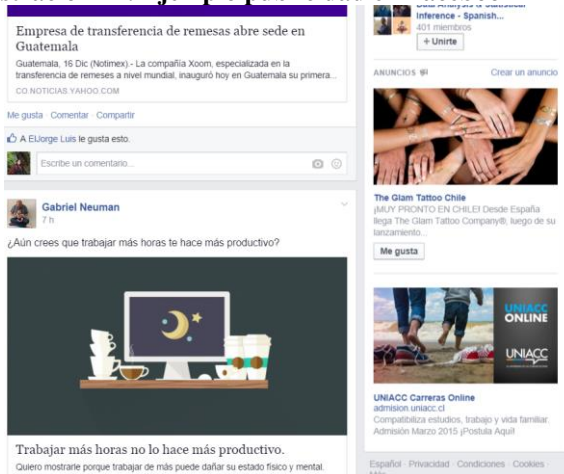 Empresa de transferencia de remesas abre sede en
Guatemala
Guatemala, 16 Dic (Notimex).- La compañía Xoom, especializada en la
transferencia de remeses a nivel mundial, inauguró hoy en Guatemala su primera...
CO.NOTICIAS.YAHOO.COM
Me gusta · Comentar · Compartir
A ElJorge Luis le gusta esto.
Escribe un comentario...
Gabriel Neuman
7 h
¿Aún crees que trabajar más horas te hace más productivo?
Trabajar más horas no lo hace más productivo.
Quiero mostrarle porque trabajar de más puede dañar su estado físico y mental.
Inference - Spanish...
401 miembros
+ Unirte
ANUNCIOS
Crear un anuncio
The Glam Tattoo Chile
¡MUY PRONTO EN CHILE! Desde España
llega The Glam Tattoo Company®, luego de su
lanzamiento...
Me gusta
UNIACC
ONLINE
UNIACC
UNIACC Carreras Online
admision.uniacc.cl
Compatibiliza estudios, trabajo y vida familiar.
Admisión Marzo 2015 ¡Postula Aquí!
Español · Privacidad · Condiciones · Cookies ·